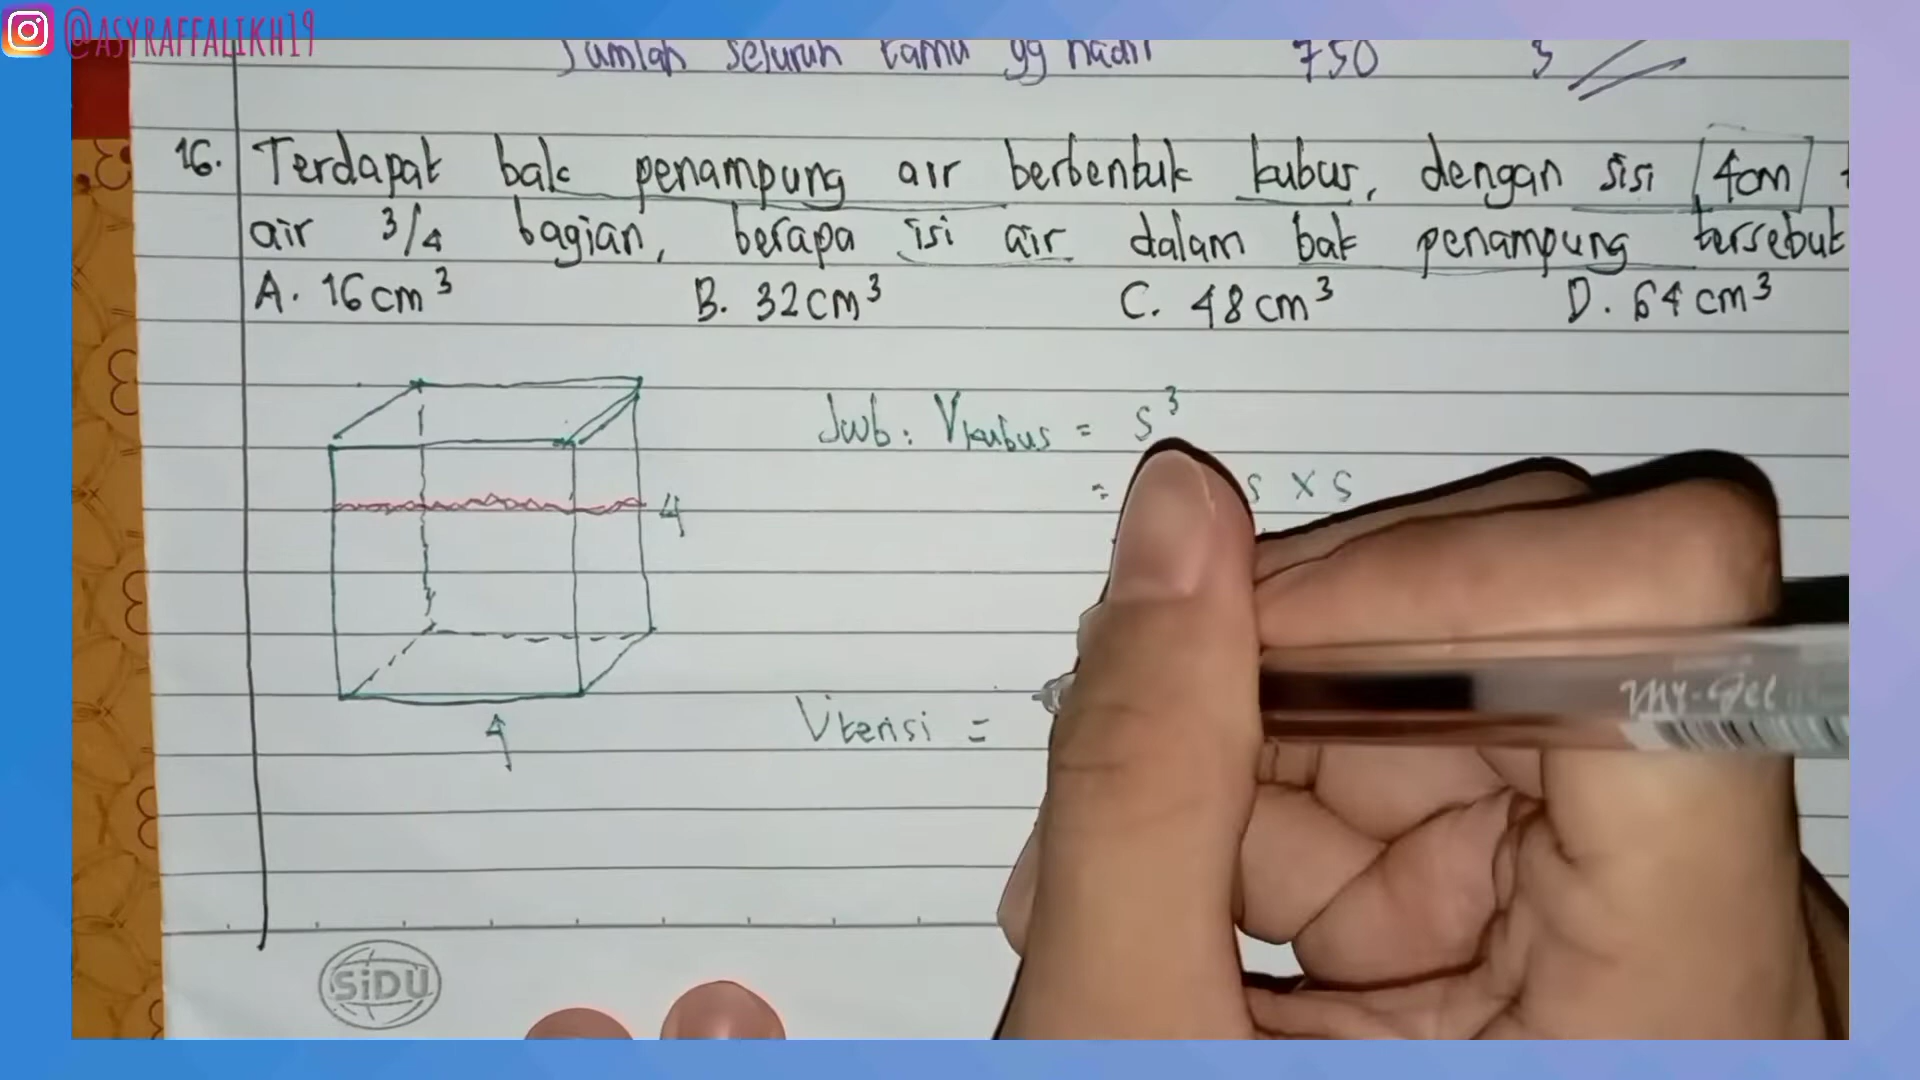 @ASYRAFFALIKH19
Jumlah seluruh tamu yg hadir 750 3
16. Terdapat bak penampung air berbentuk kubus, dengan sisi 4cm
air 3/4 bagian, berapa isi air dalam bak penampung tersebut
A. 16 cm³ B. 32 cm³ C. 48 cm³ D. 64 cm³
Jwb: Vkubus = s³
= s x s
4
Vterisi =
4
My-Gel
SiDU